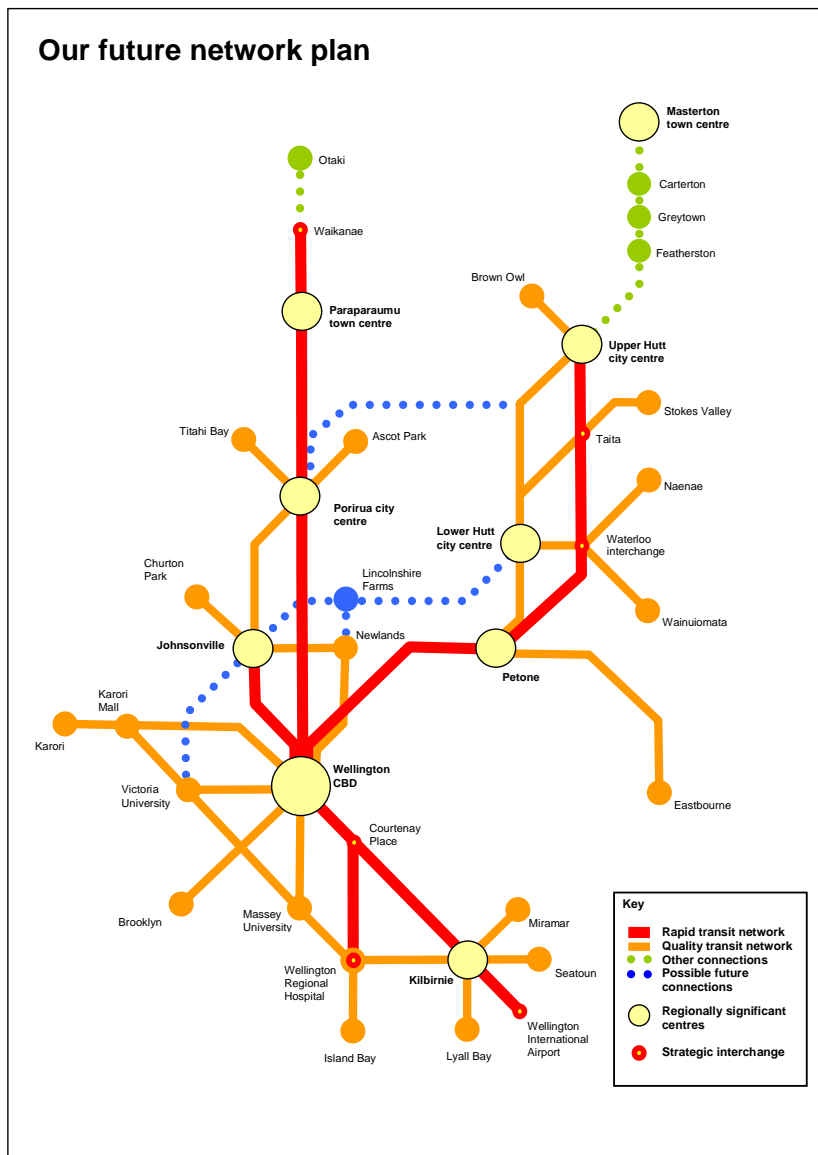 Our future network plan
Masterton
town centre
Otaki
Carterton
Greytown
Waikanae
Featherston
Brown Owl
Paraparaumu
town centre
Upper Hutt
city centre
Stokes Valley
Titahi Bay
Ascot Park
Taita
Naenae
Porirua city
centre
Lower Hutt
city centre
Waterloo
interchange
Churton
Park
Lincolnshire
Farms
Wainuiomata
Johnsonville
Newlands
Petone
Karori
Mall
Karori
Wellington
CBD
Victoria
University
Eastbourne
Courtenay
Place
Brooklyn
Massey
University
Miramar
Wellington
Regional
Hospital
Kilbirnie
Seatoun
Island Bay
Lyall Bay
Wellington
International
Airport
Key
Rapid transit network
Quality transit network
Other connections
Possible future
connections
Regionally significant
centres
Strategic interchange